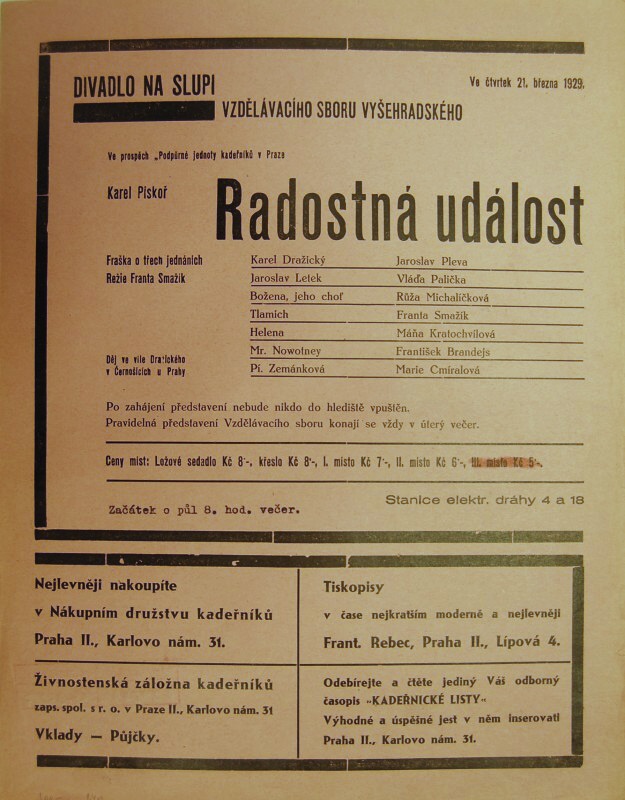 DIVADLO NA SLUPI
Ve čtvrtek 21. března 1929.
VZDĚLÁVACÍHO SBORU VYŠEHRADSKÉHO
Ve prospěch „Podpůrné jednoty kadeřníků v Praze
Karel Piskoř
Radostná událost
Fraška o třech jednáních
Režie Franta Smažík
Karel Dražický Jaroslav Pleva
Jaroslav Letek Vláďa Palička
Božena, jeho choť Růža Michalíčková
Tlamich Franta Smažík
Helena Máňa Kratochvílová
Mr. Nowotney František Brandejs
Pí. Zemánková Marie Cmíralová
Děj ve vile Dražického
v Černošicích u Prahy
Po zahájení představení nebude nikdo do hlediště vpuštěn.
Pravidelná představení Vzdělávacího sboru konají se vždy v úterý večer.
Ceny míst: Ložové sedadlo Kč 8·-, křeslo Kč 8·-, I. místo Kč 7·-, II. místo Kč 6·-, III. místo Kč 5·-.
Stanice elektr. dráhy 4 a 18
Začátek o půl 8. hod. večer.
Nejlevněji nakoupíte
v Nákupním družstvu kadeřníků
Praha II., Karlovo nám. 31.
Tiskopisy
v čase nejkratším moderně a nejlevněji
Frant. Rebec, Praha II., Lípová 4.
Živnostenská záložna kadeřníků
zaps. spol. s r. o. v Praze II., Karlovo nám. 31
Vklady — Půjčky.
Odebírejte a čtěte jediný Váš odborný
časopis »KADEŘNICKÉ LISTY«
Výhodné a úspěšné jest v něm inserovati
Praha II., Karlovo nám. 31.